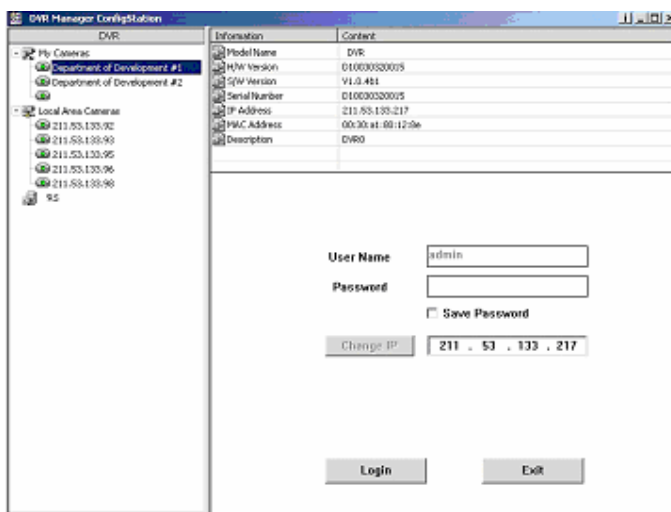 DVR Manager ConfigStation
DVR
My Cameras
Department of Development #1
Department of Development #2
Local Area Cameras
211.53.133.92
211.53.133.93
211.53.133.95
211.53.133.96
211.53.133.98
Information Content
Model Name DVR
H/W Version D10030320015
S/W Version V1.0.4b1
Serial Number D10030320015
IP Address 211.53.133.217
MAC Address
Description DVR0
User Name admin
Password
Save Password
Change IP 211 . 53 . 133 . 217
Login Exit